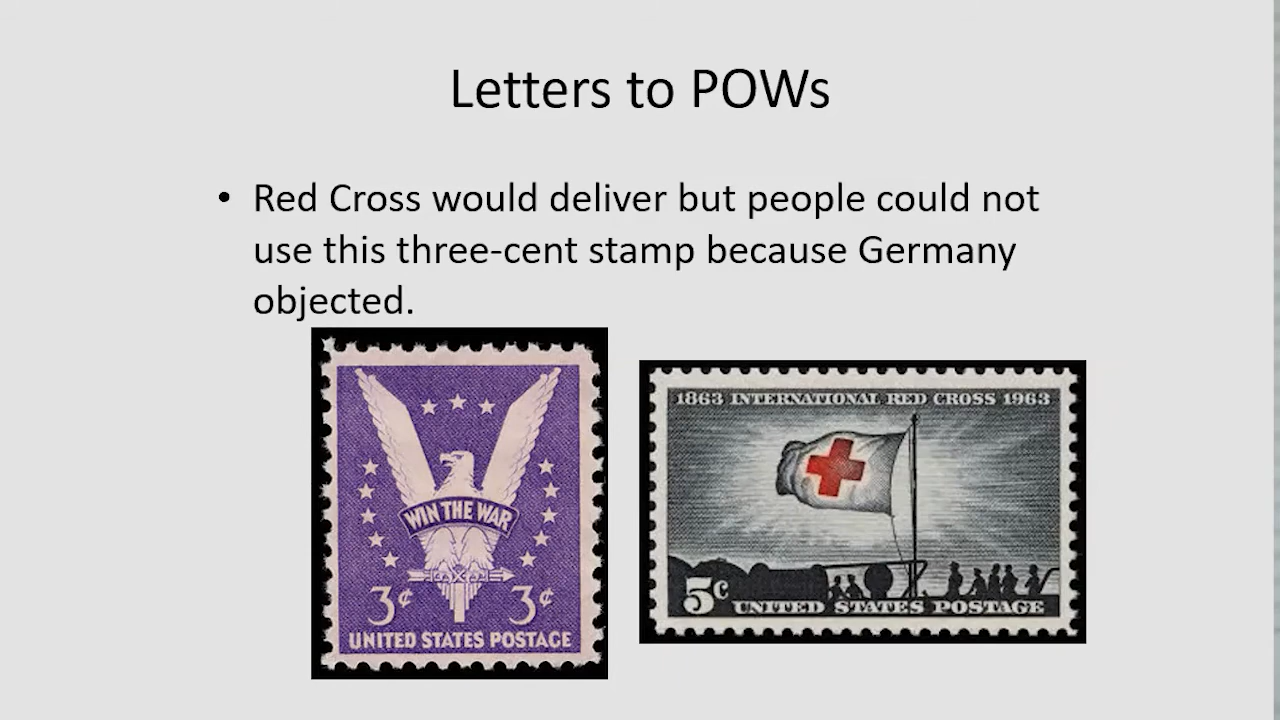 Letters to POWs
• Red Cross would deliver but people could not
use this three-cent stamp because Germany
objected.
WIN THE WAR
3¢ 3¢
UNITED STATES POSTAGE
1863 INTERNATIONAL RED CROSS 1963
5c UNITED STATES POSTAGE